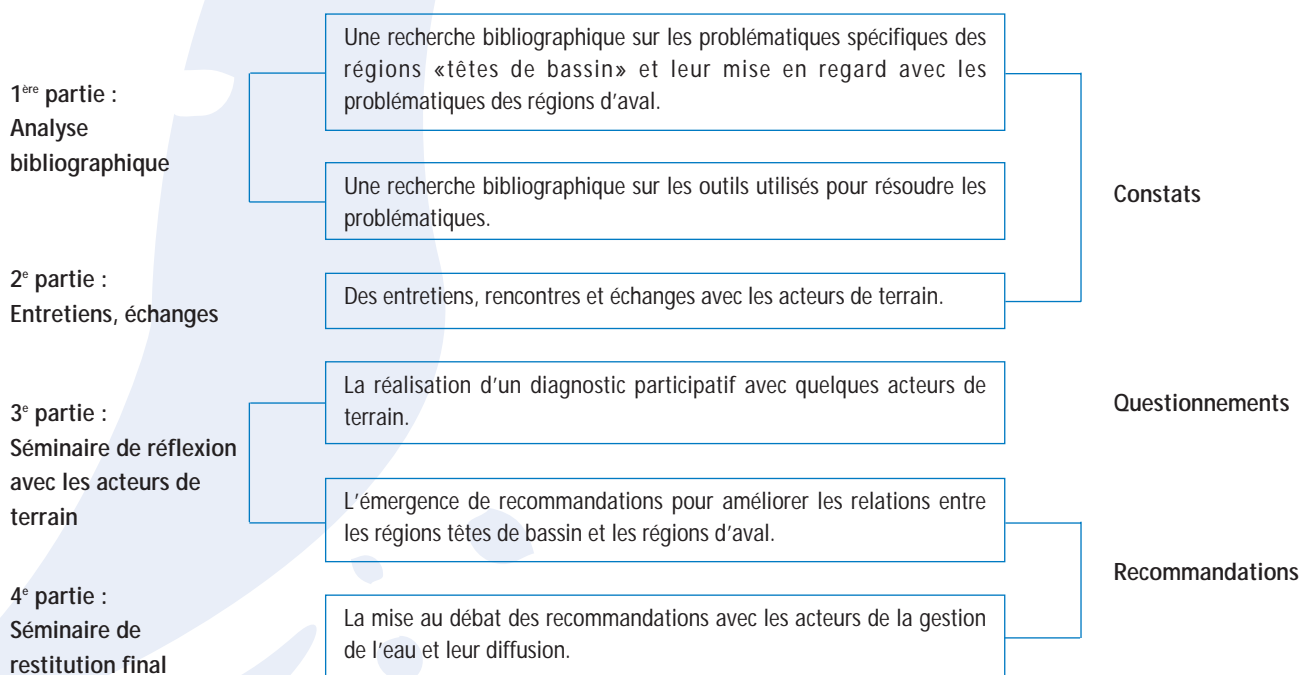 1ère partie :
Analyse
bibliographique
Une recherche bibliographique sur les problématiques spécifiques des
régions «têtes de bassin» et leur mise en regard avec les
problématiques des régions d’aval.
Une recherche bibliographique sur les outils utilisés pour résoudre les
problématiques.
Constats
2e partie :
Entretiens, échanges
Des entretiens, rencontres et échanges avec les acteurs de terrain.
3e partie :
Séminaire de réflexion
avec les acteurs de
terrain
La réalisation d’un diagnostic participatif avec quelques acteurs de
terrain.
Questionnements
L’émergence de recommandations pour améliorer les relations entre
les régions têtes de bassin et les régions d’aval.
Recommandations
4e partie :
Séminaire de
restitution final
La mise au débat des recommandations avec les acteurs de la gestion
de l’eau et leur diffusion.